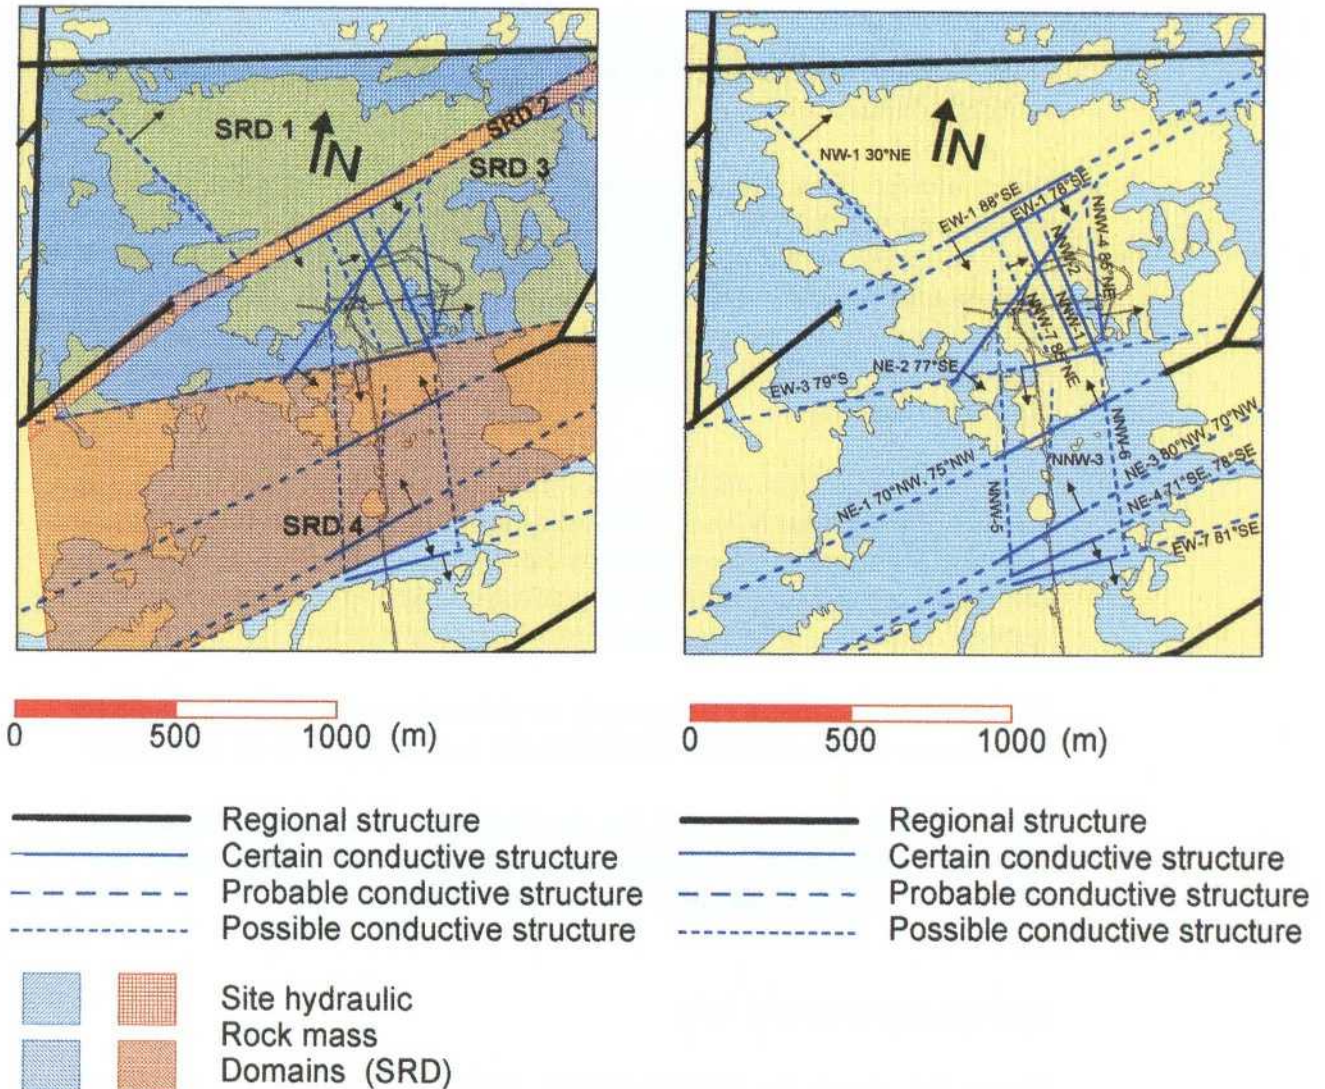 SRD 1
SRD 2
SRD 3
N
SRD 4
N
NW-1 30°NE
EW-1 88°SE
EW-1 78°SE
NNW-4 88°NE
NNW-2
NNW-1
NNW-7 85°NE
NE-2 77°SE
EW-3 79°S
NNW-6
NNW-3
NNW-5
NE-1 70°NW, 75°NW
NE-3 80°NW, 70°NW
NE-4 71°SE, 78°SE
EW-7 81°SE
0 500 1000 (m)
0 500 1000 (m)
Regional structure
Certain conductive structure
Probable conductive structure
Possible conductive structure
Regional structure
Certain conductive structure
Probable conductive structure
Possible conductive structure
Site hydraulic
Rock mass
Domains (SRD)